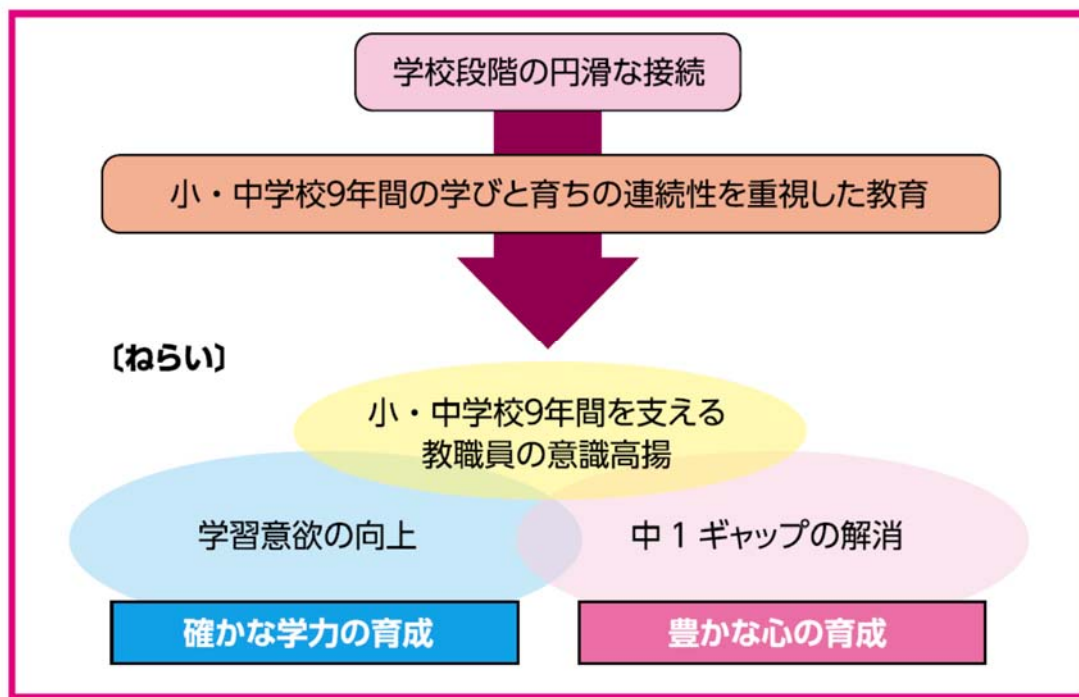 学校段階の円滑な接続
小・中学校9年間の学びと育ちの連続性を重視した教育
〔ねらい〕
小・中学校9年間を支える
教職員の意識高揚
学習意欲の向上
中1ギャップの解消
確かな学力の育成
豊かな心の育成